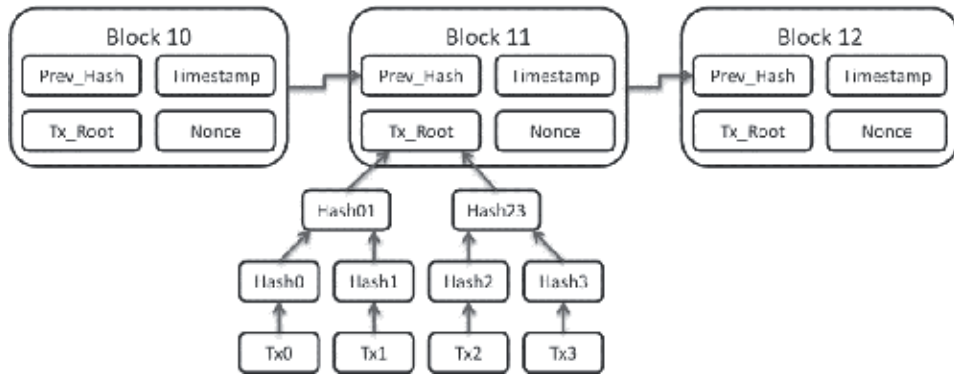 Block 10
Block 11
Block 12
Prev_Hash
Timestamp
Prev_Hash
Timestamp
Prev_Hash
Timestamp
Tx_Root
Nonce
Tx_Root
Nonce
Tx_Root
Nonce
Hash01
Hash23
Hash0
Hash1
Hash2
Hash3
Tx0
Tx1
Tx2
Tx3